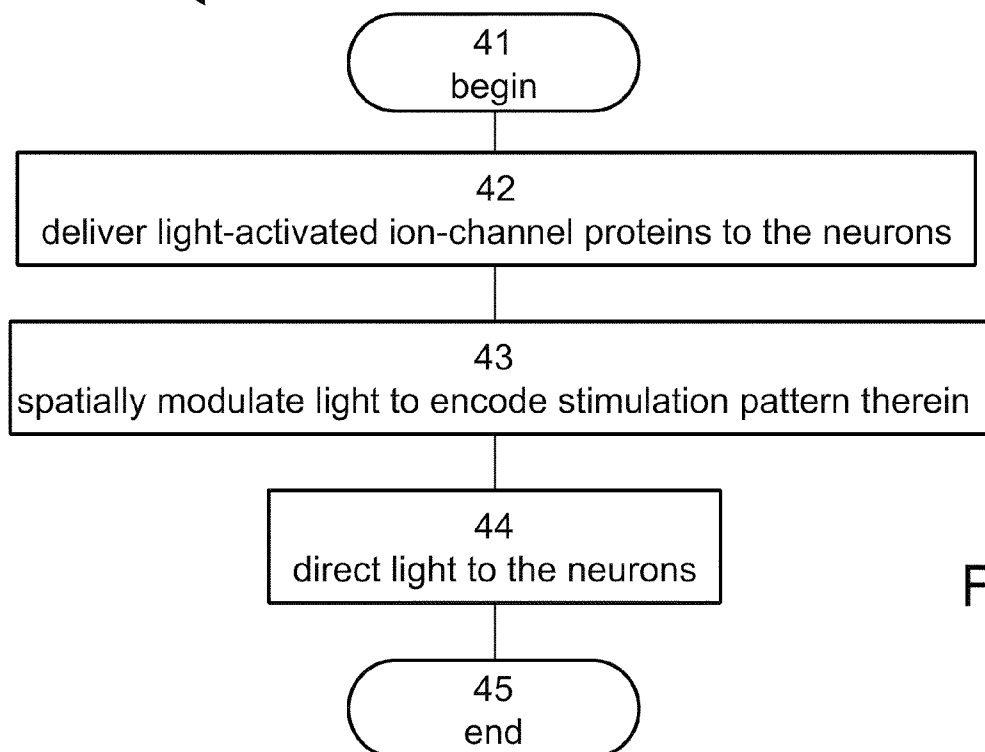 41
begin
42
deliver light-activated ion-channel proteins to the neurons
43
spatially modulate light to encode stimulation pattern therein
44
direct light to the neurons
F
45
end